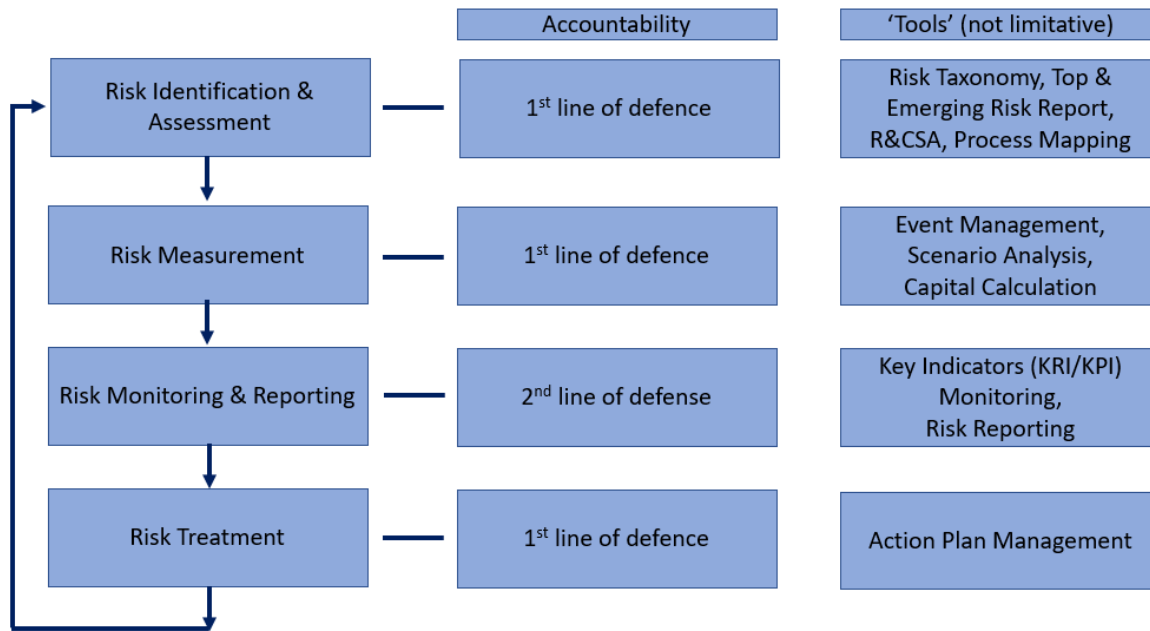 Accountability
'Tools' (not limitative)
Risk Identification &
Assessment
1st line of defence
Risk Taxonomy, Top &
Emerging Risk Report,
R&CSA, Process Mapping
Risk Measurement
1st line of defence
Event Management,
Scenario Analysis,
Capital Calculation
Risk Monitoring & Reporting
2nd line of defense
Key Indicators (KRI/KPI)
Monitoring,
Risk Reporting
Risk Treatment
1st line of defence
Action Plan Management